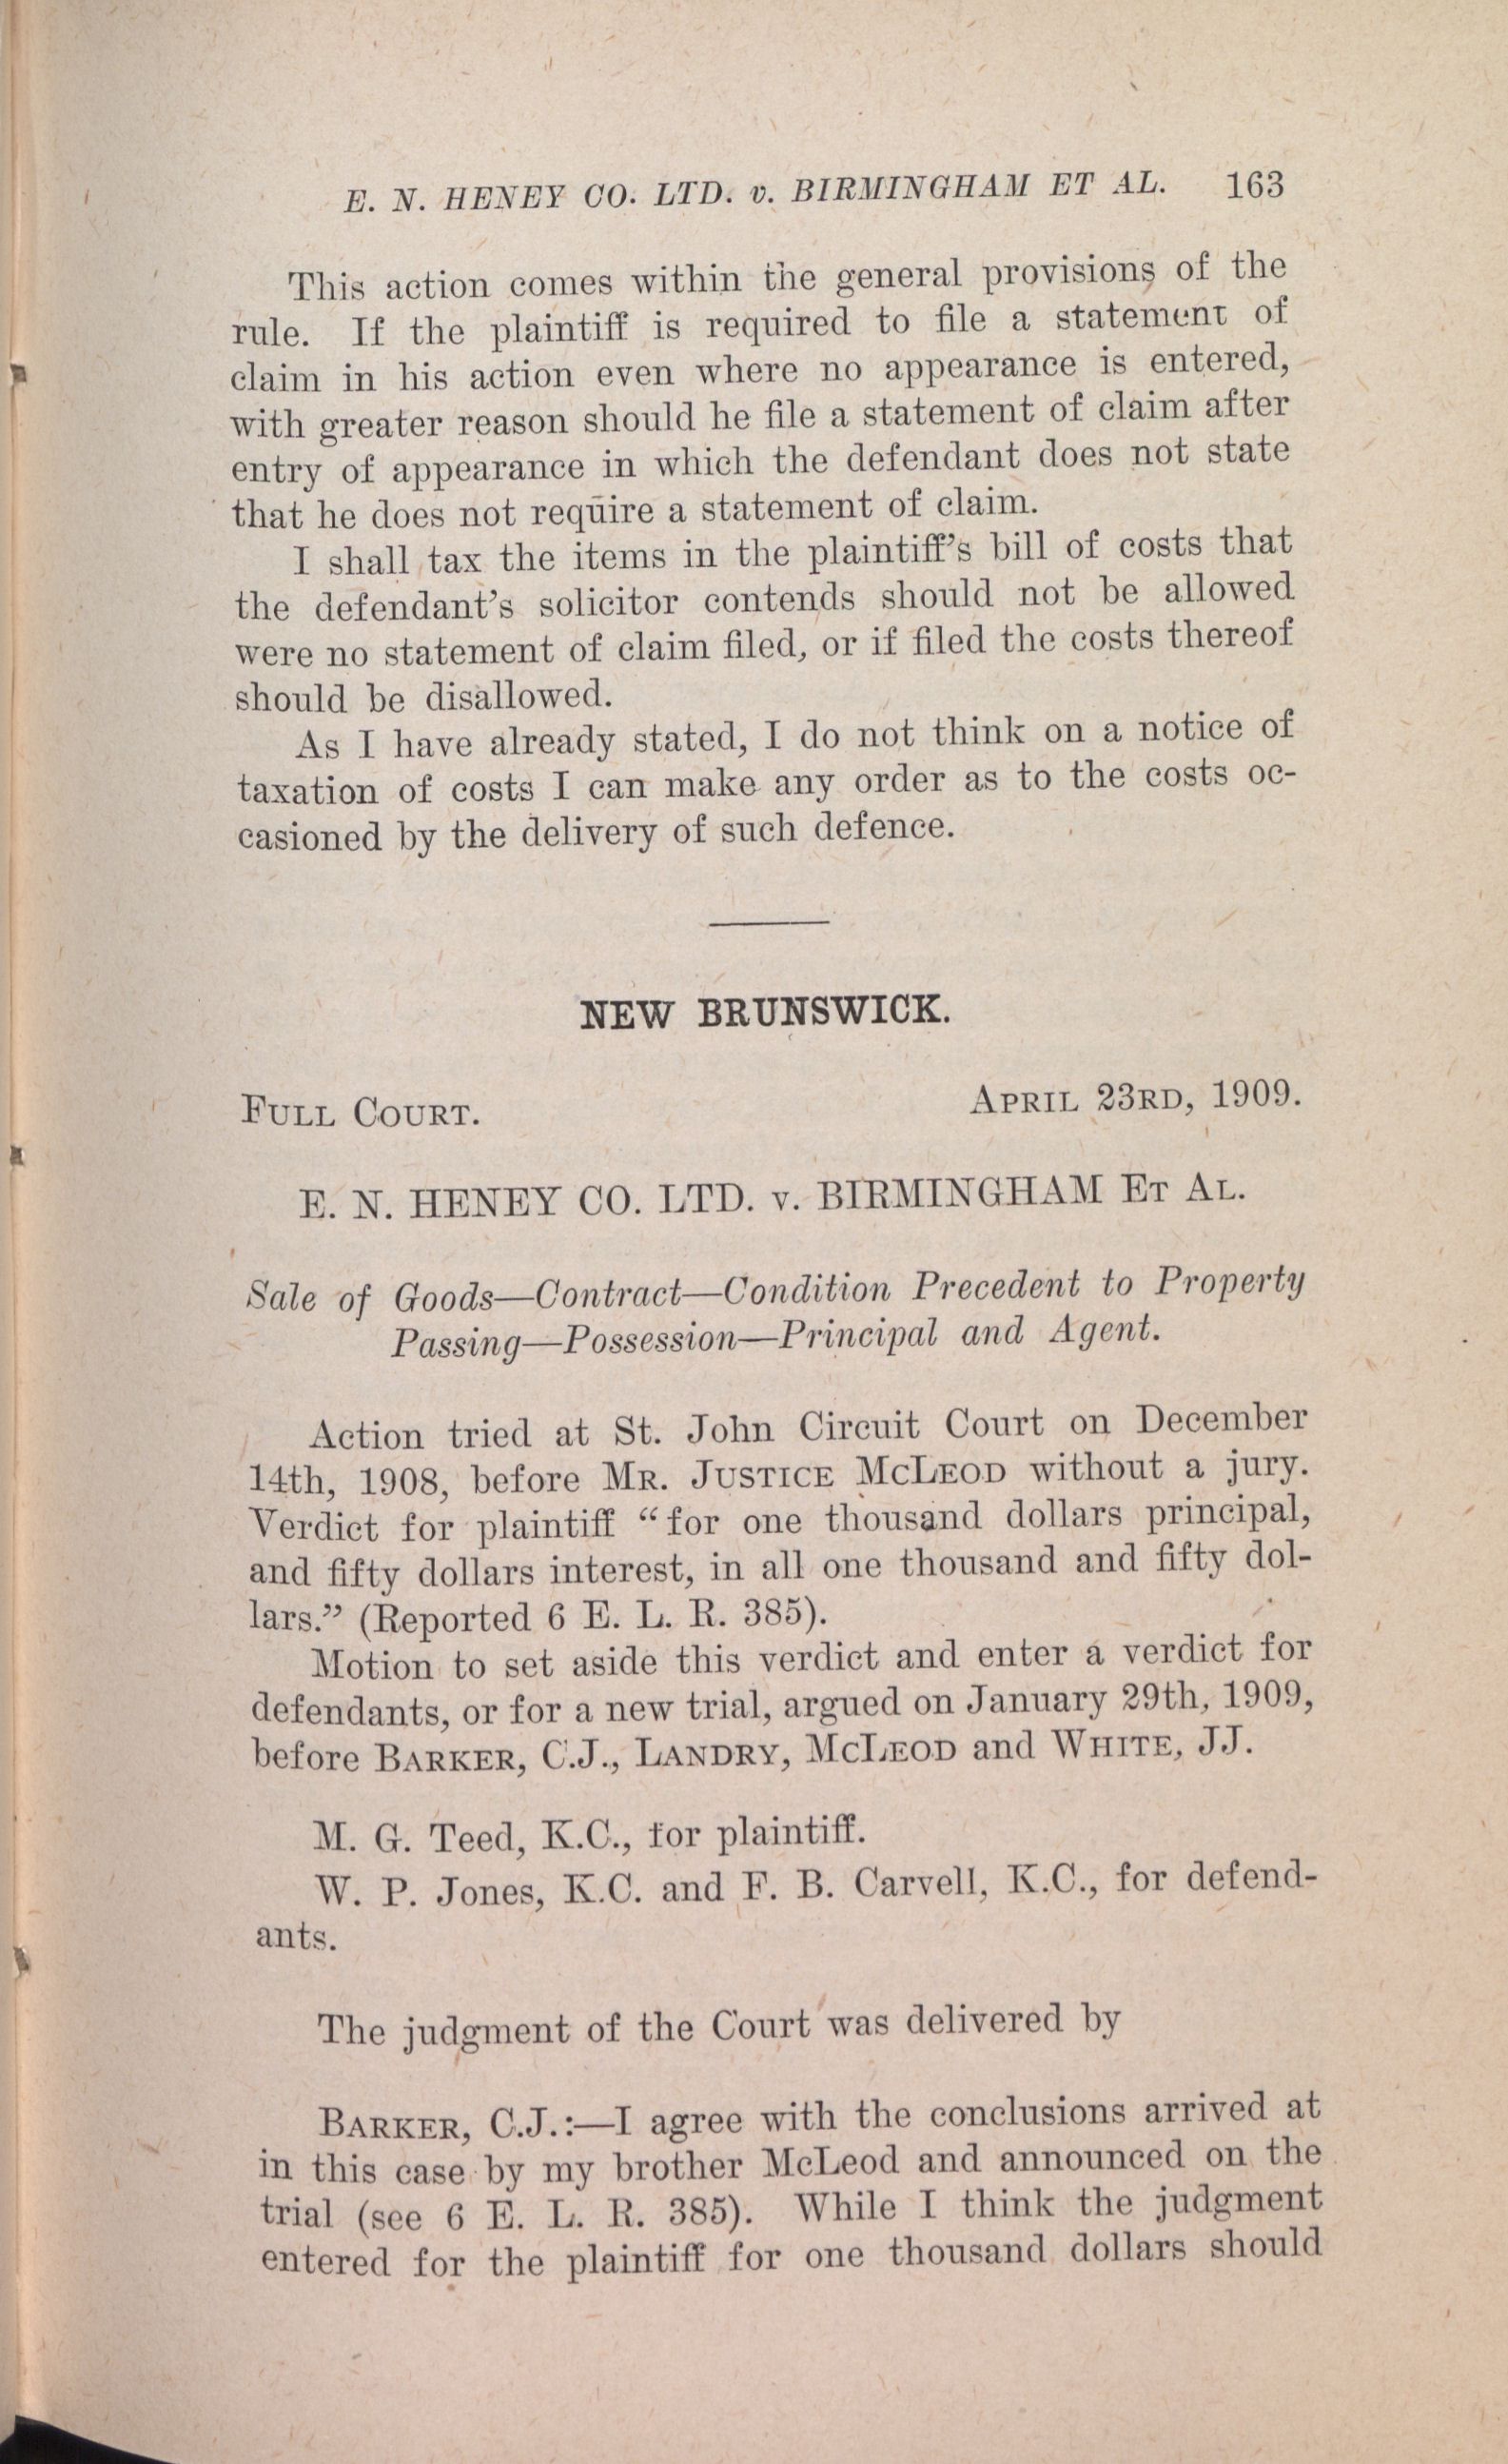 E. N. HENEY CO. LTD. v. BIRMINGHAM ET AL. 163
This action comes within the general provisions of the
rule. If the plaintiff is required to file a statement of
claim in his action even where no appearance is entered,
with greater reason should he file a statement of claim after
entry of appearance in which the defendant does not state
that he does not require a statement of claim.
I shall tax the items in the plaintiff's bill of costs that
the defendant's solicitor contends should not be allowed
were no statement of claim filed, or if filed the costs thereof
should be disallowed.
As I have already stated, I do not think on a notice of
taxation of costs I can make any order as to the costs oc-
casioned by the delivery of such defence.
NEW BRUNSWICK.
FULL COURT. APRIL 23RD, 1909.
E. N. HENEY CO. LTD. v. BIRMINGHAM ET AL.
Sale of Goods—Contract—Condition Precedent to Property
Passing—Possession—Principal and Agent.
Action tried at St. John Circuit Court on December
14th, 1908, before MR. JUSTICE MCLEOD without a jury.
Verdict for plaintiff "for one thousand dollars principal,
and fifty dollars interest, in all one thousand and fifty dol-
lars." (Reported 6 E. L. R. 385).
Motion to set aside this verdict and enter a verdict for
defendants, or for a new trial, argued on January 29th, 1909,
before BARKER, C.J., LANDRY, MCLEOD and WHITE, JJ.
M. G. Teed, K.C., for plaintiff.
W. P. Jones, K.C. and F. B. Carvell, K.C., for defend-
ants.
The judgment of the Court was delivered by
BARKER, C.J.:—I agree with the conclusions arrived at
in this case by my brother McLeod and announced on the
trial (see 6 E. L. R. 385). While I think the judgment
entered for the plaintiff for one thousand dollars should